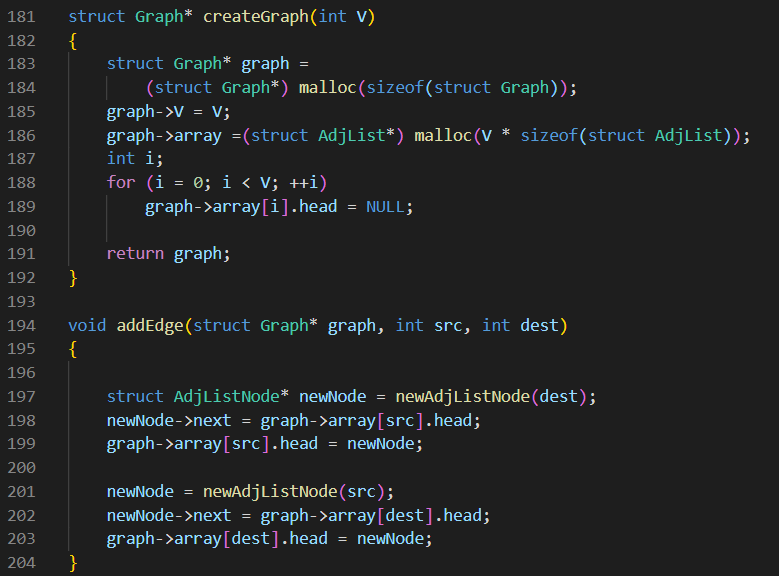 181 struct Graph* createGraph(int V)
182 {
183     struct Graph* graph =
184         (struct Graph*) malloc(sizeof(struct Graph));
185     graph->V = V;
186     graph->array =(struct AdjList*) malloc(V * sizeof(struct AdjList));
187     int i;
188     for (i = 0; i < V; ++i)
189         graph->array[i].head = NULL;
190
191     return graph;
192 }
193
194 void addEdge(struct Graph* graph, int src, int dest)
195 {
196
197     struct AdjListNode* newNode = newAdjListNode(dest);
198     newNode->next = graph->array[src].head;
199     graph->array[src].head = newNode;
200
201     newNode = newAdjListNode(src);
202     newNode->next = graph->array[dest].head;
203     graph->array[dest].head = newNode;
204 }